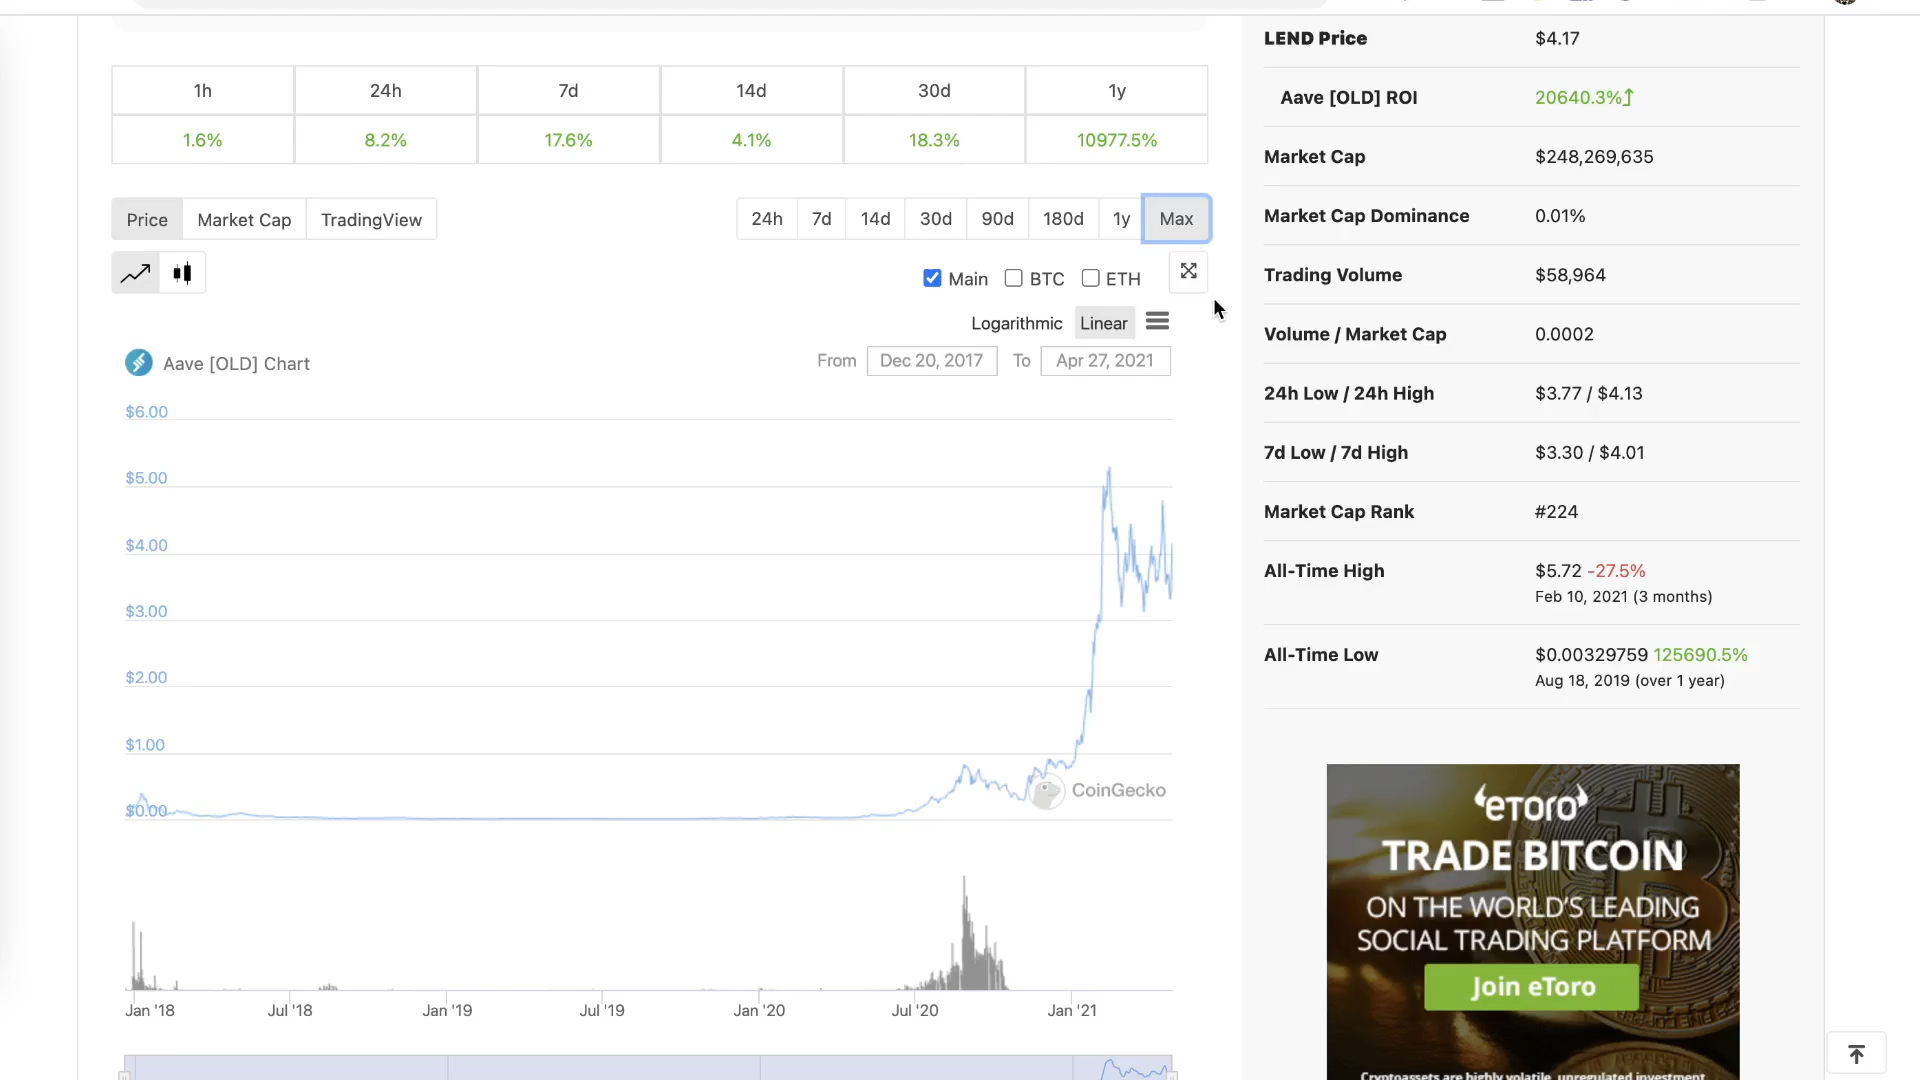 1h 24h 7d 14d 30d 1y
1.6% 8.2% 17.6% 4.1% 18.3% 10977.5%
Price Market Cap TradingView
24h 7d 14d 30d 90d 180d 1y Max
Main BTC ETH
Logarithmic Linear
Aave [OLD] Chart
From Dec 20, 2017 To Apr 27, 2021
$6.00
$5.00
$4.00
$3.00
$2.00
$1.00
$0.00
CoinGecko
Jan '18 Jul '18 Jan '19 Jul '19 Jan '20 Jul '20 Jan '21
LEND Price $4.17
Aave [OLD] ROI 20640.3%
Market Cap $248,269,635
Market Cap Dominance 0.01%
Trading Volume $58,964
Volume / Market Cap 0.0002
24h Low / 24h High $3.77 / $4.13
7d Low / 7d High $3.30 / $4.01
Market Cap Rank #224
All-Time High $5.72 -27.5%
Feb 10, 2021 (3 months)
All-Time Low $0.00329759 125690.5%
Aug 18, 2019 (over 1 year)
eToro
TRADE BITCOIN
ON THE WORLD'S LEADING
SOCIAL TRADING PLATFORM
Join eToro
Cryptoassets are highly volatile, unregulated investment